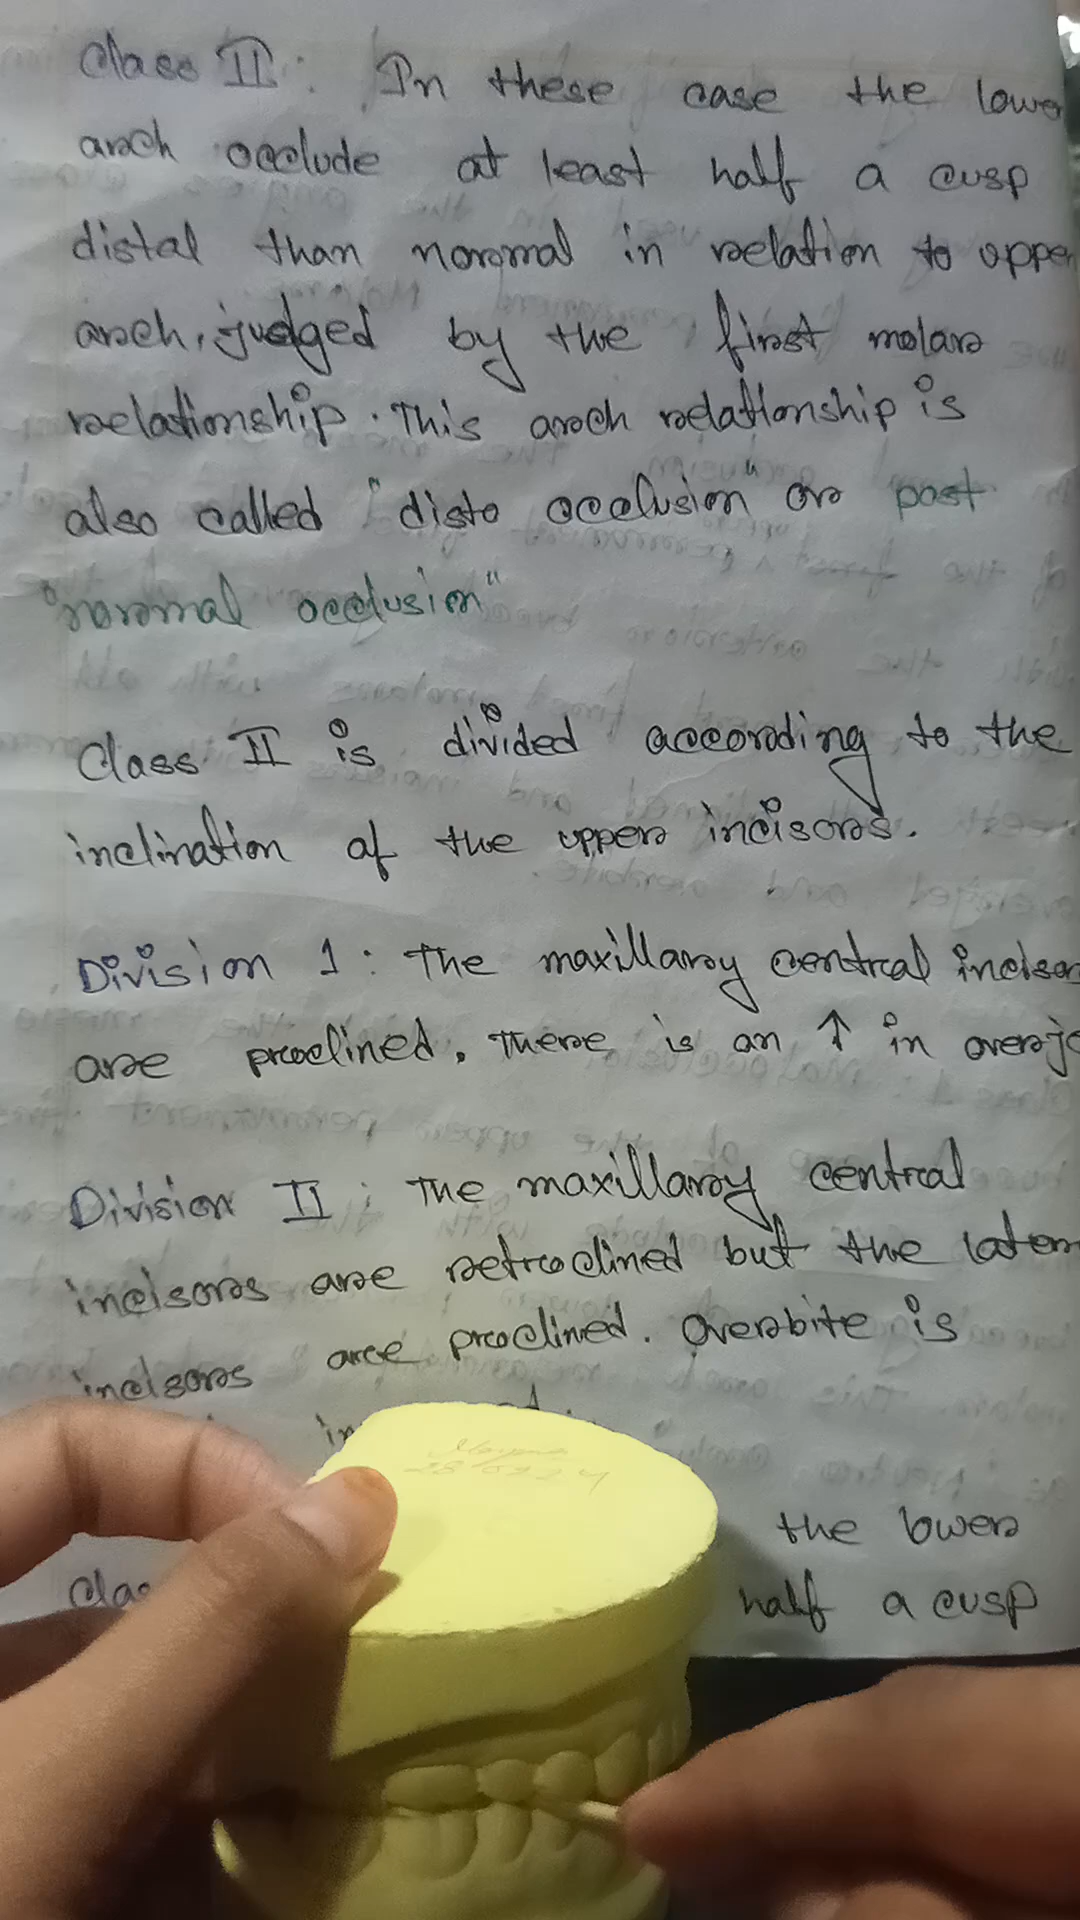 Class II: In these case the lower
arch occlude at least half a cusp
distal than normal in relation to upper
arch, judged by the first molar
relationship. This arch relationship is
also called "disto occlusion" or post
"normal occlusion"
Class II is divided according to the
inclination of the upper incisors.
Division 1: The maxillary central incisor
are proclined. There is an ↑ in overj
Division II: The maxillary central
incisors are retroclined but the later
incisors are proclined. Overbite is
in
the lower
Clas half a cusp